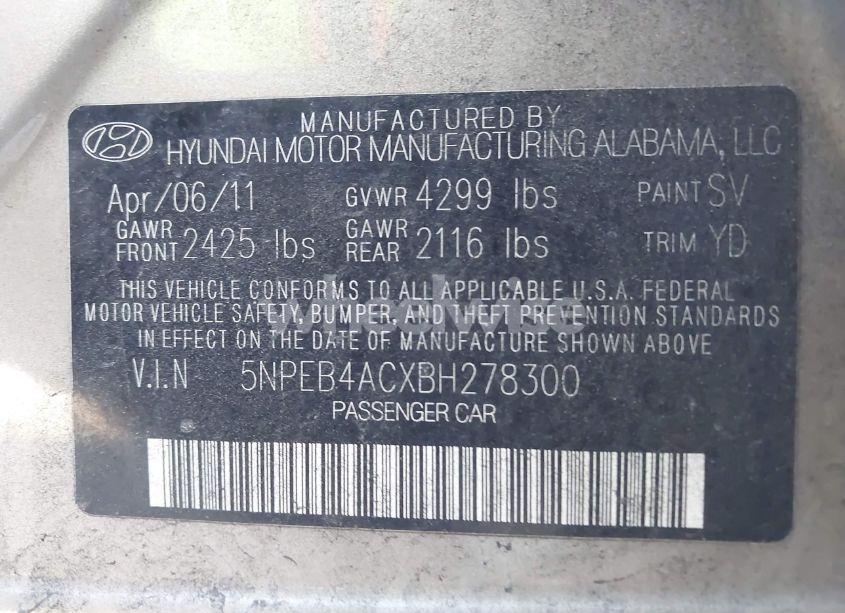 MANUFACTURED BY
HYUNDAI MOTOR MANUFACTURING ALABAMA, LLC
Apr/06/11 GVWR 4299 lbs PAINT SV
GAWR FRONT 2425 lbs GAWR REAR 2116 lbs TRIM YD
THIS VEHICLE CONFORMS TO ALL APPLICABLE U.S.A. FEDERAL
MOTOR VEHICLE SAFETY, BUMPER, AND THEFT PREVENTION STANDARDS
IN EFFECT ON THE DATE OF MANUFACTURE SHOWN ABOVE
V.I.N 5NPEB4ACXBH278300
PASSENGER CAR
wheelwise